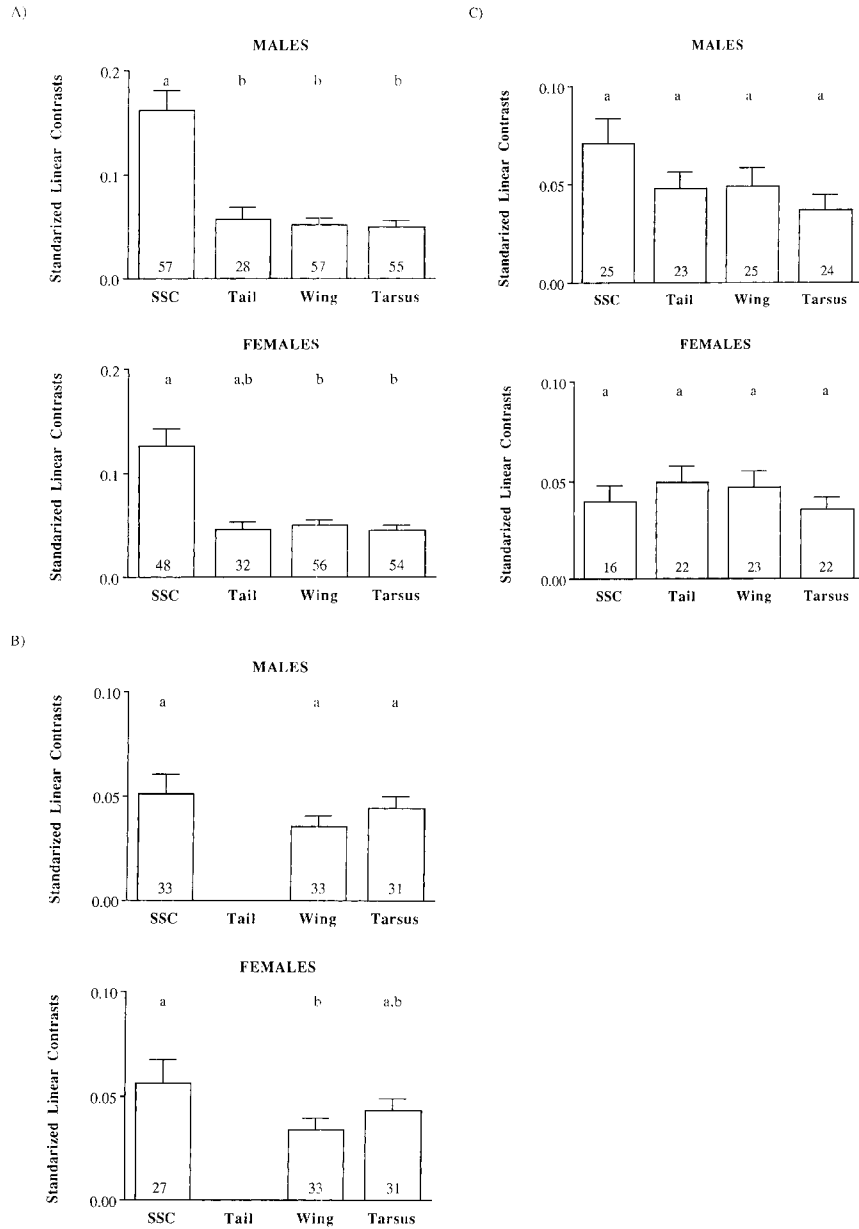 A)
MALES
Standarized Linear Contrasts
0.2
0.1
0.0
a b b b
57 28 57 55
SSC Tail Wing Tarsus
FEMALES
Standarized Linear Contrasts
0.2
0.1
0.0
a a,b b b
48 32 56 54
SSC Tail Wing Tarsus
B)
MALES
Standarized Linear Contrasts
0.10
0.05
0.00
a a a
33 33 31
SSC Tail Wing Tarsus
FEMALES
Standarized Linear Contrasts
0.10
0.05
0.00
a b a,b
27 33 31
SSC Tail Wing Tarsus
C)
MALES
Standarized Linear Contrasts
0.10
0.05
0.00
a a a a
25 23 25 24
SSC Tail Wing Tarsus
FEMALES
Standarized Linear Contrasts
0.10
0.05
0.00
a a a a
16 22 23 22
SSC Tail Wing Tarsus